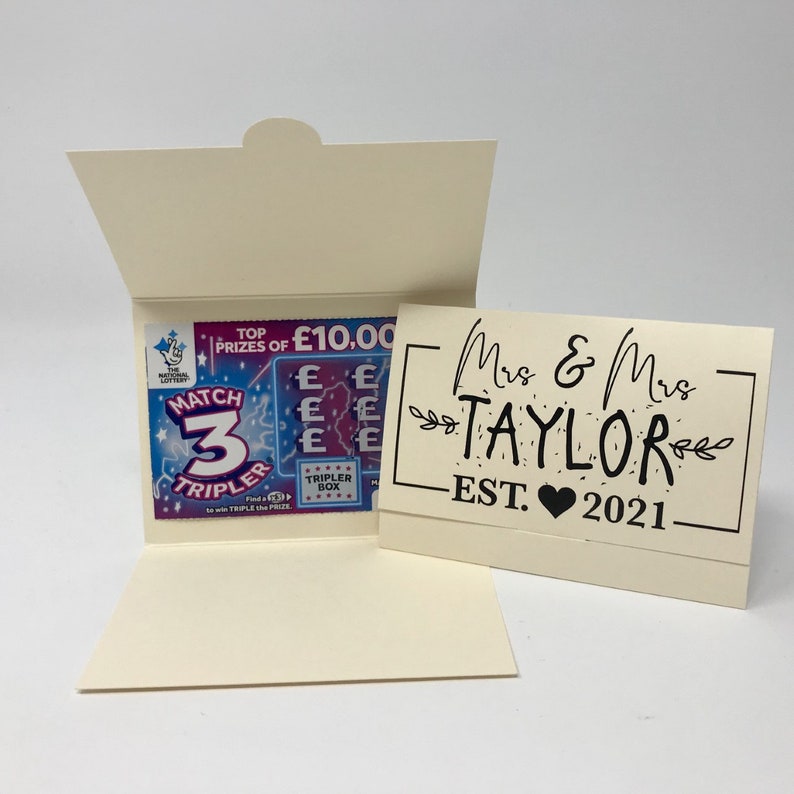 TOP
PRIZES OF £10,00
THE
NATIONAL
LOTTERY®
MATCH
3
TRIPLER
£ £
£ £
£ £
TRIPLER
BOX
Find a x3
to win TRIPLE the PRIZE.
Mrs & Mrs
TAYLOR
EST. 2021